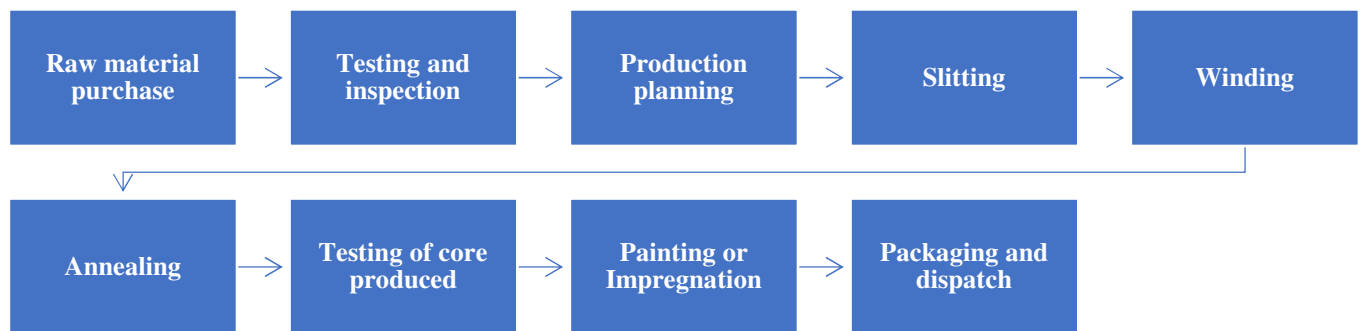 Raw material
purchase
Testing and
inspection
Production
planning
Slitting
Winding
Annealing
Testing of core
produced
Painting or
Impregnation
Packaging and
dispatch